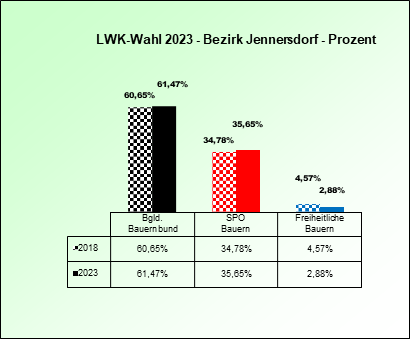 LWK-Wahl 2023 - Bezirk Jennersdorf - Prozent
60,65%
61,47%
34,78%
35,65%
4,57%
2,88%
Bgld. Bauernbund
SPO Bauern
Freiheitliche Bauern
2018 60,65% 34,78% 4,57%
2023 61,47% 35,65% 2,88%